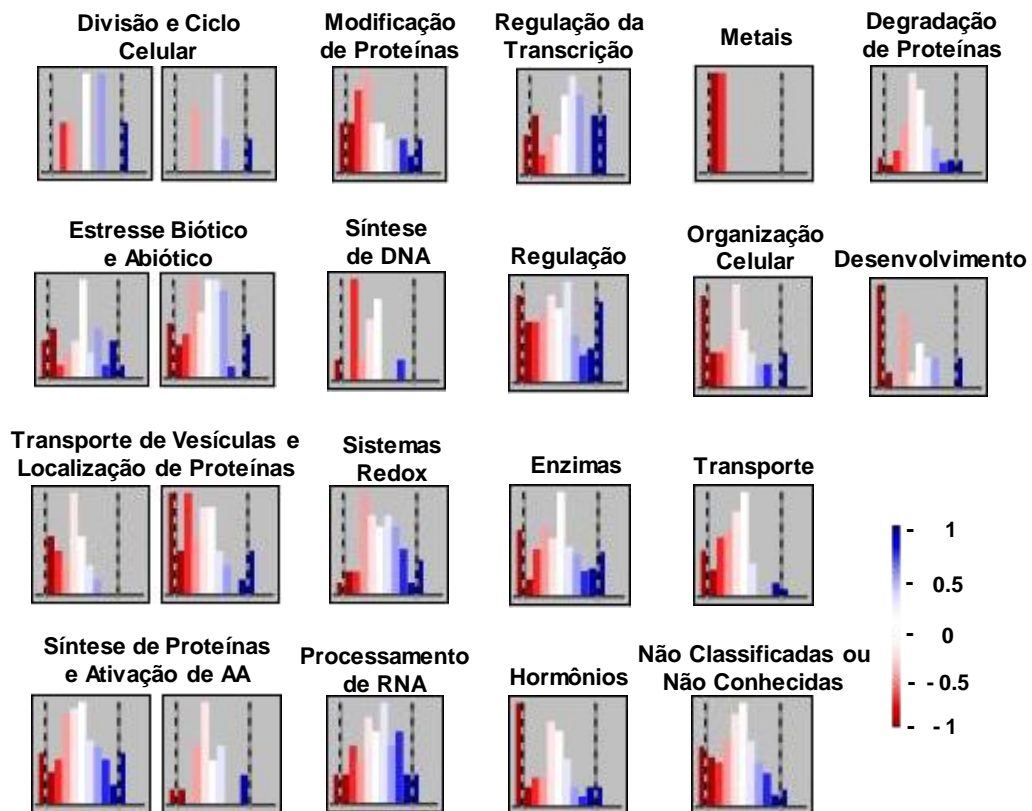 Divisão e Ciclo
Celular
Modificação
de Proteínas
Regulação da
Transcrição
Metais
Degradação
de Proteínas
Estresse Biótico
e Abiótico
Síntese
de DNA
Regulação
Organização
Celular
Desenvolvimento
Transporte de Vesículas e
Localização de Proteínas
Sistemas
Redox
Enzimas
Transporte
- 1
- 0.5
- 0
- - 0.5
- - 1
Síntese de Proteínas
e Ativação de AA
Processamento
de RNA
Hormônios
Não Classificadas ou
Não Conhecidas